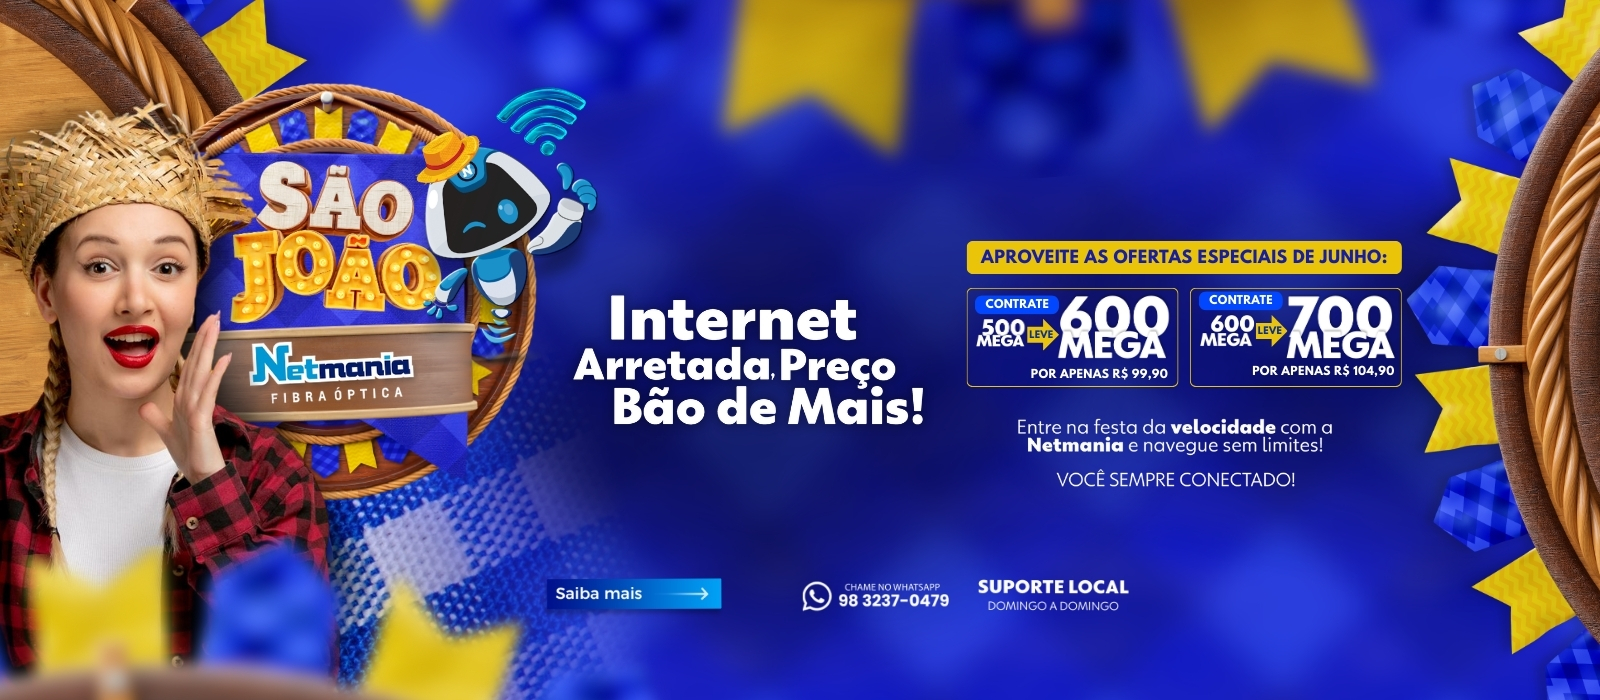 SÃO
JOÃO
N
Netmania
FIBRA ÓPTICA
Internet
Arretada, Preço
Bão de Mais!
APROVEITE AS OFERTAS ESPECIAIS DE JUNHO:
CONTRATE
500
MEGA
LEVE
600
MEGA
POR APENAS R$ 99,90
CONTRATE
600
MEGA
LEVE
700
MEGA
POR APENAS R$ 104,90
Entre na festa da velocidade com a
Netmania e navegue sem limites!
VOCÊ SEMPRE CONECTADO!
Saiba mais
CHAME NO WHATSAPP
98 3237-0479
SUPORTE LOCAL
DOMINGO A DOMINGO